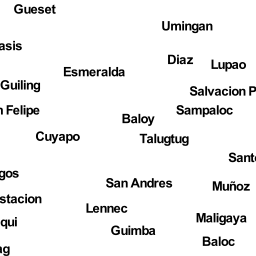 Gueset
Umingan
asis
Diaz
Lupao
Esmeralda
Guiling
Salvacion P
n Felipe
Sampaloc
Baloy
Cuyapo
Talugtug
Sant
gos
San Andres
Muñoz
stacion
Lennec
Maligaya
qui
Guimba
Baloc
ag